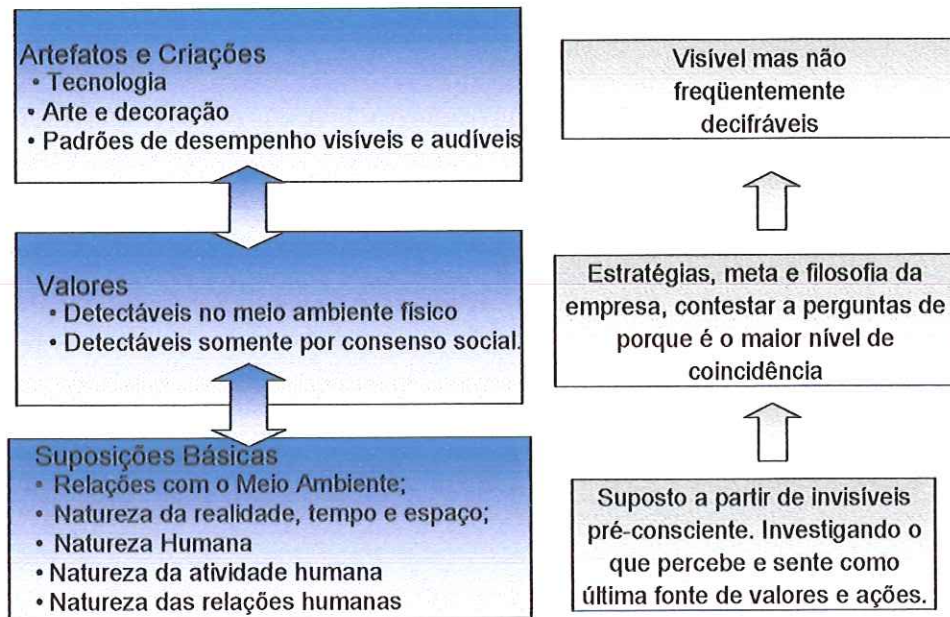 Artefatos e Criações
• Tecnologia
• Arte e decoração
• Padrões de desempenho visíveis e audíveis
Visível mas não
freqüentemente
decifráveis
Valores
• Detectáveis no meio ambiente físico
• Detectáveis somente por consenso social.
Estratégias, meta e filosofia da
empresa, contestar a perguntas de
porque é o maior nível de
coincidência
Suposições Básicas
• Relações com o Meio Ambiente;
• Natureza da realidade, tempo e espaço;
• Natureza Humana
• Natureza da atividade humana
• Natureza das relações humanas
Suposto a partir de invisíveis
pré-consciente. Investigando o
que percebe e sente como
última fonte de valores e ações.